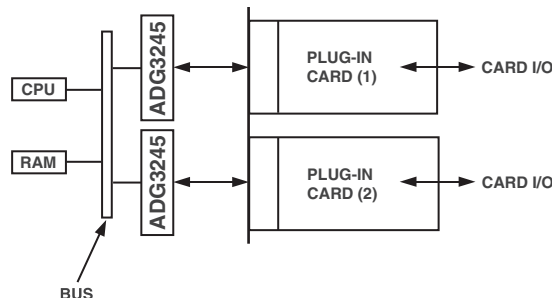 CPU
RAM
BUS
ADG3245
ADG3245
PLUG-IN
CARD (1)
CARD I/O
PLUG-IN
CARD (2)
CARD I/O